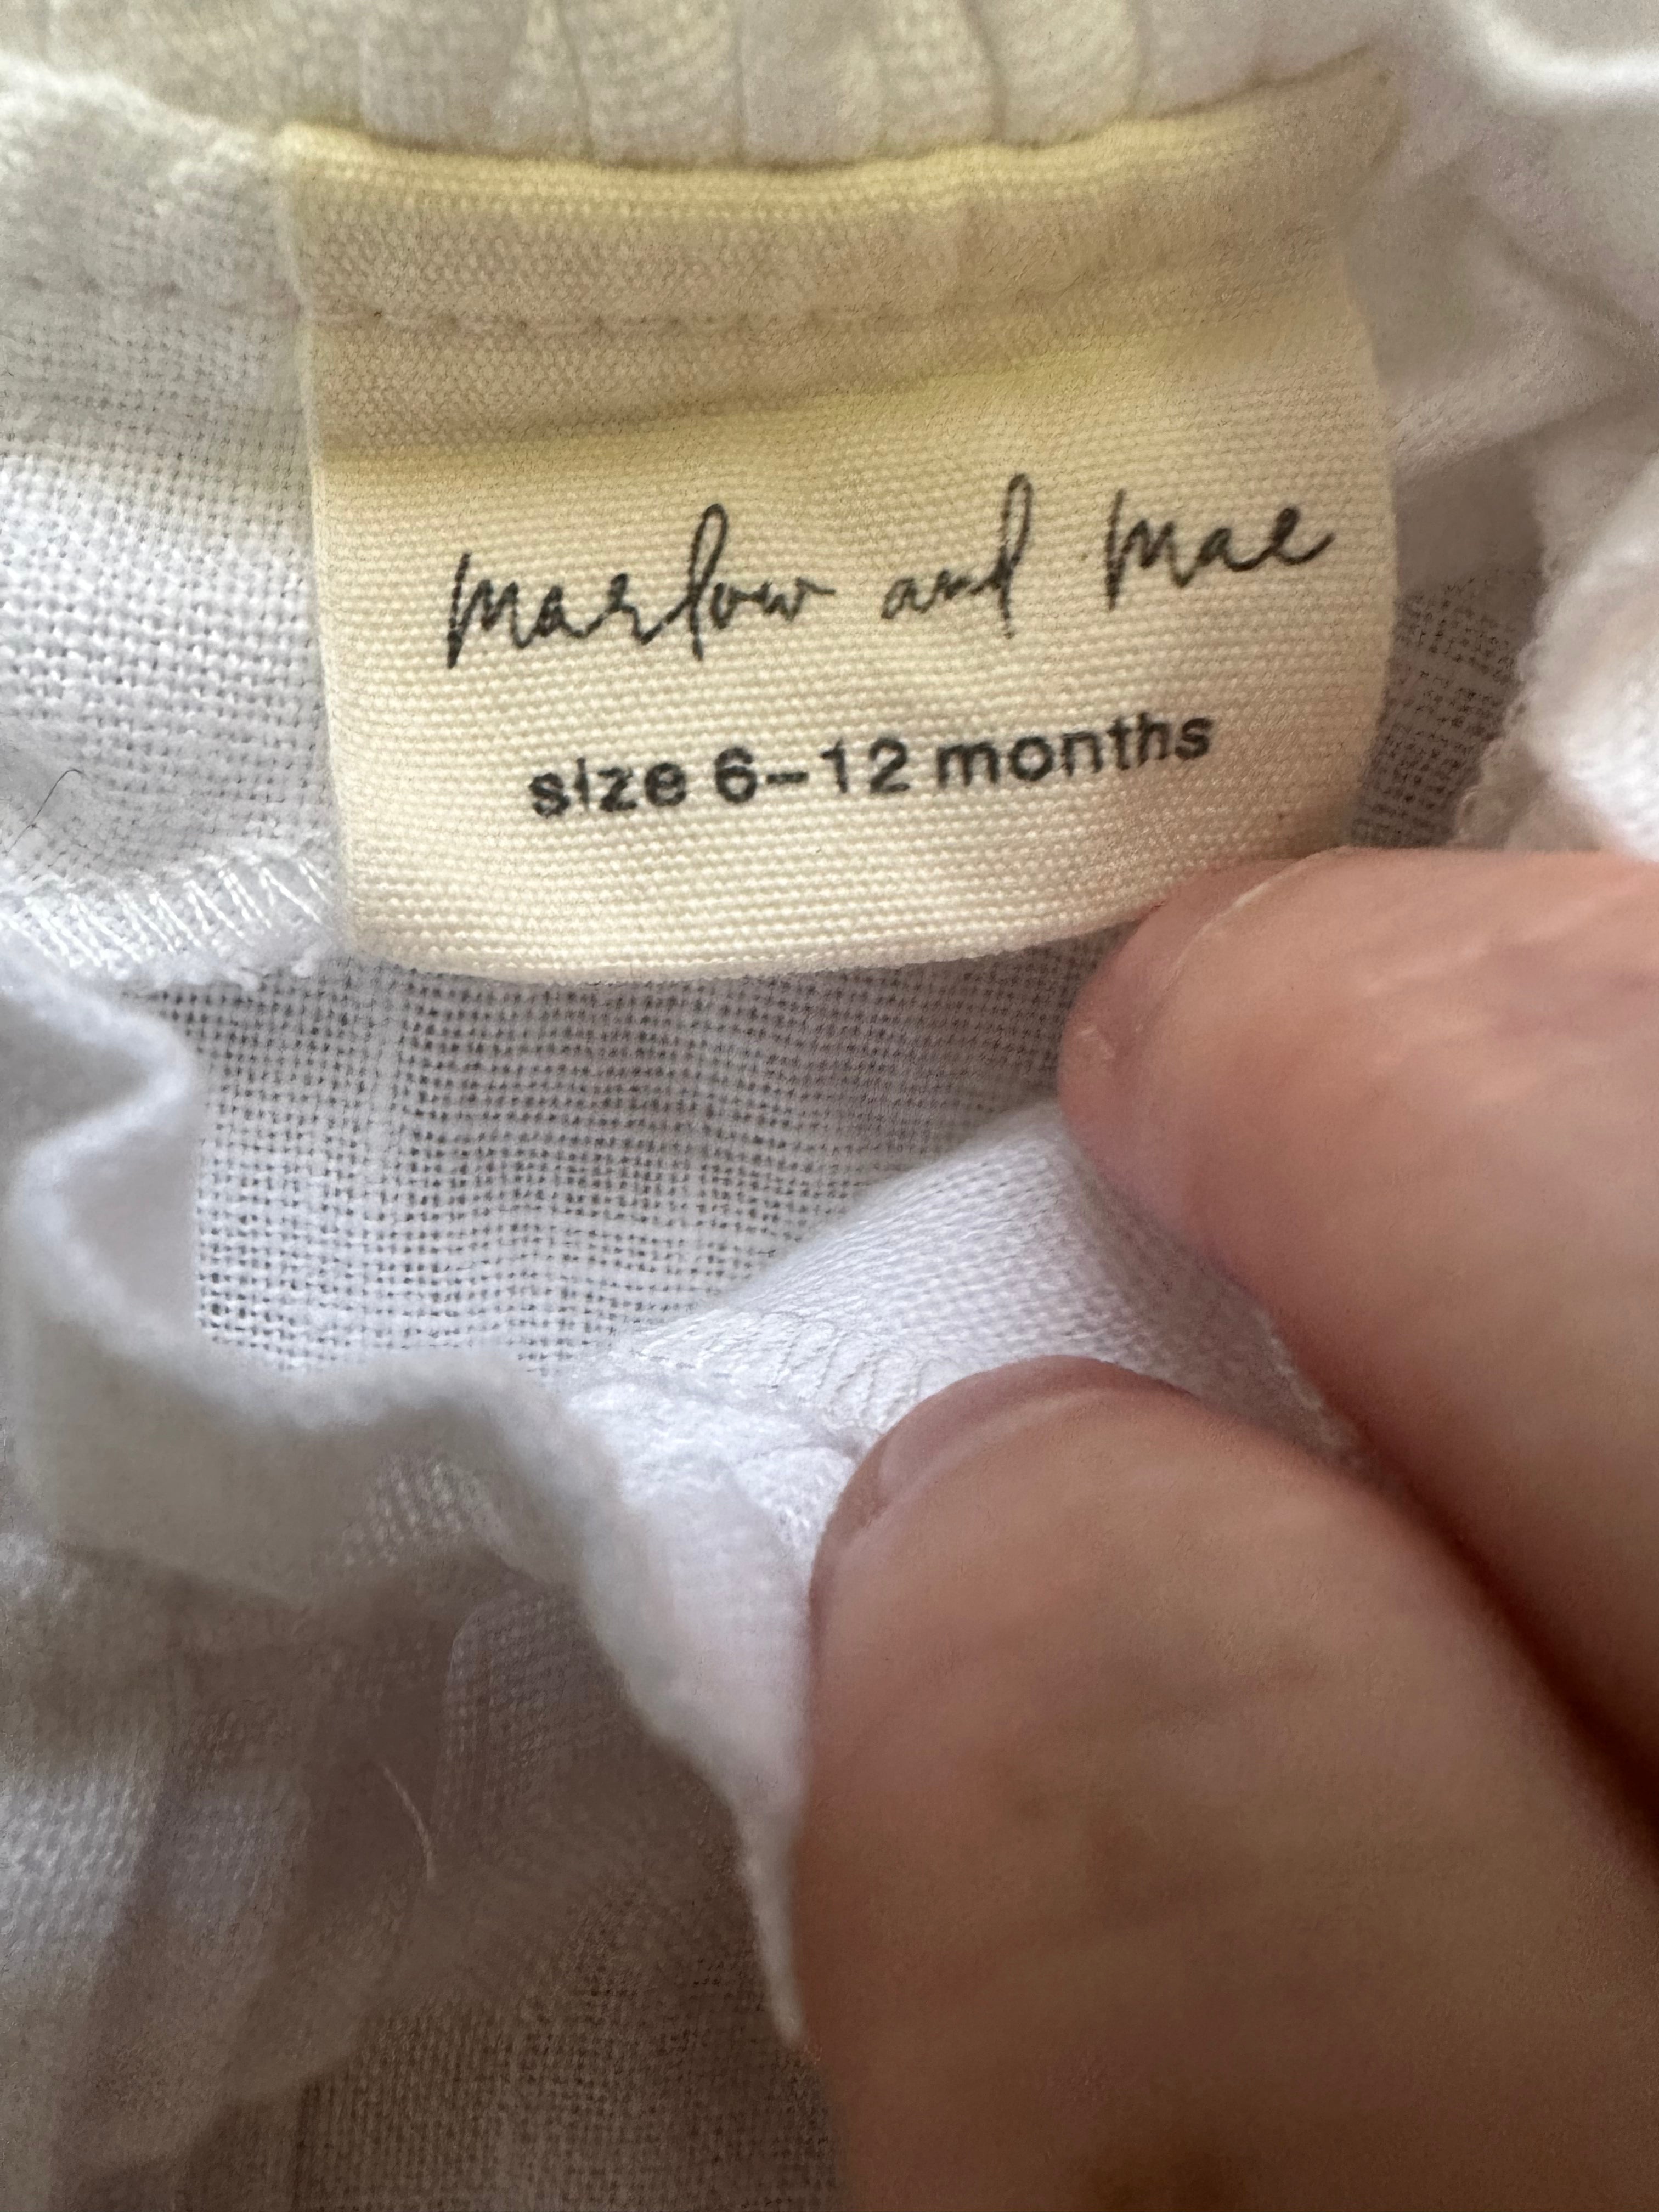 marlow and mae
size 6-12 months